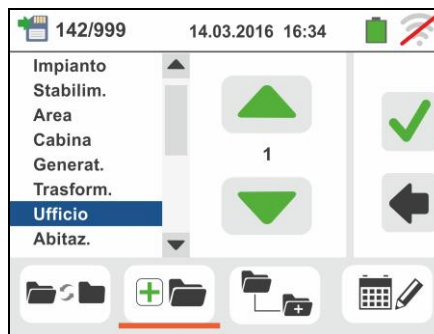 142/999 14.03.2016 16:34
Impianto
Stabilim.
Area
Cabina
Generat.
Trasform.
Ufficio
Abitaz.
1